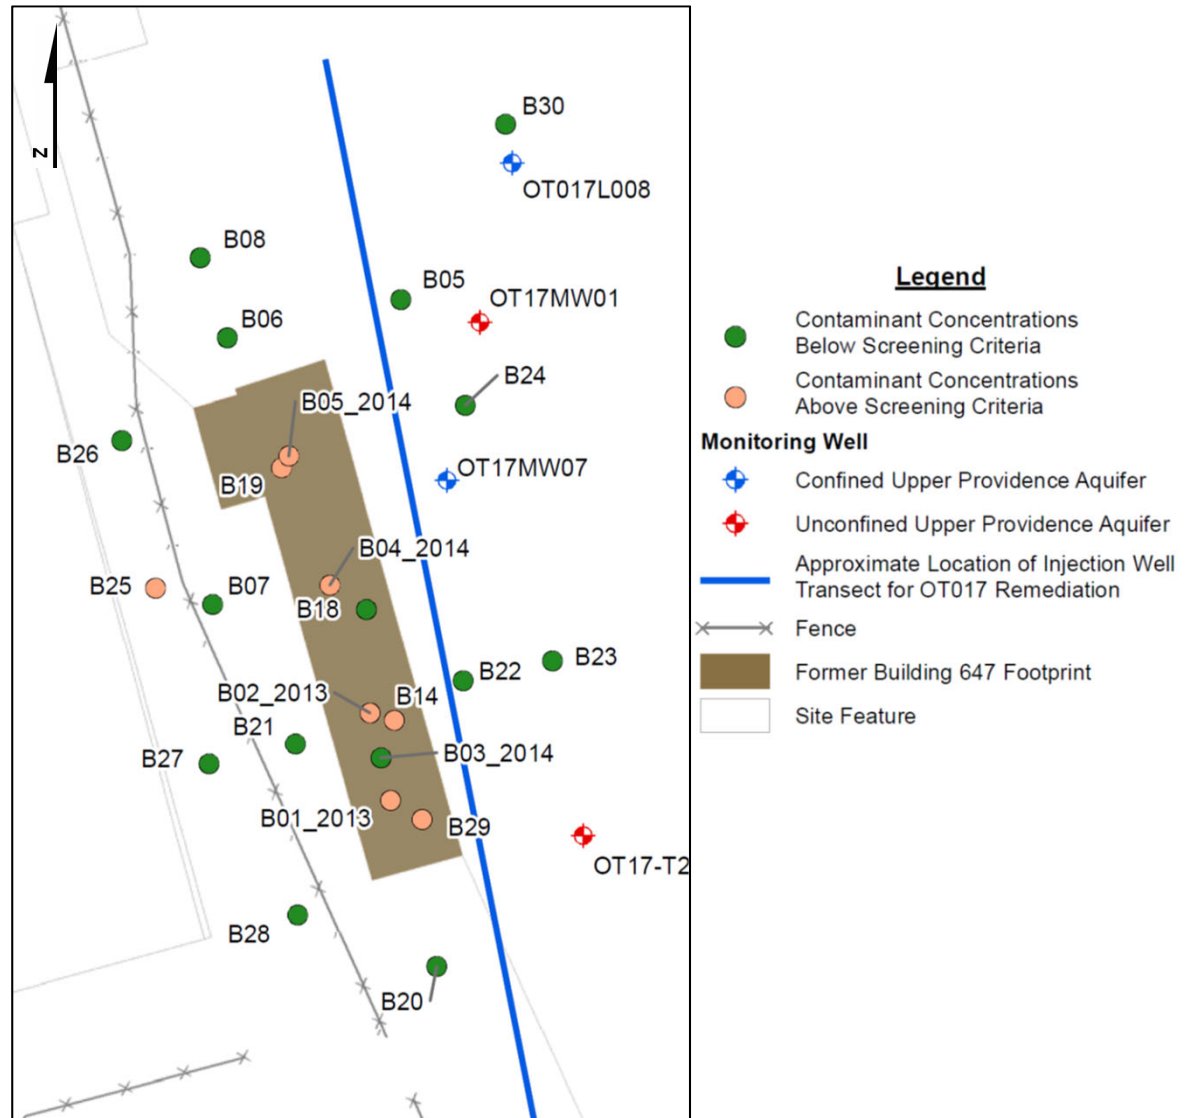 B30
OT017L008
N
B08
B05
OT17MW01
B06
B24
B05_2014
B26
OT17MW07
B19
B04_2014
B25
B07
B18
B23
B22
B02_2013
B14
B21
B03_2014
B27
B01_2013
B29
OT17-T2
B28
B20
Legend
Contaminant Concentrations
Below Screening Criteria
Contaminant Concentrations
Above Screening Criteria
Monitoring Well
Confined Upper Providence Aquifer
Unconfined Upper Providence Aquifer
Approximate Location of Injection Well
Transect for OT017 Remediation
Fence
Former Building 647 Footprint
Site Feature